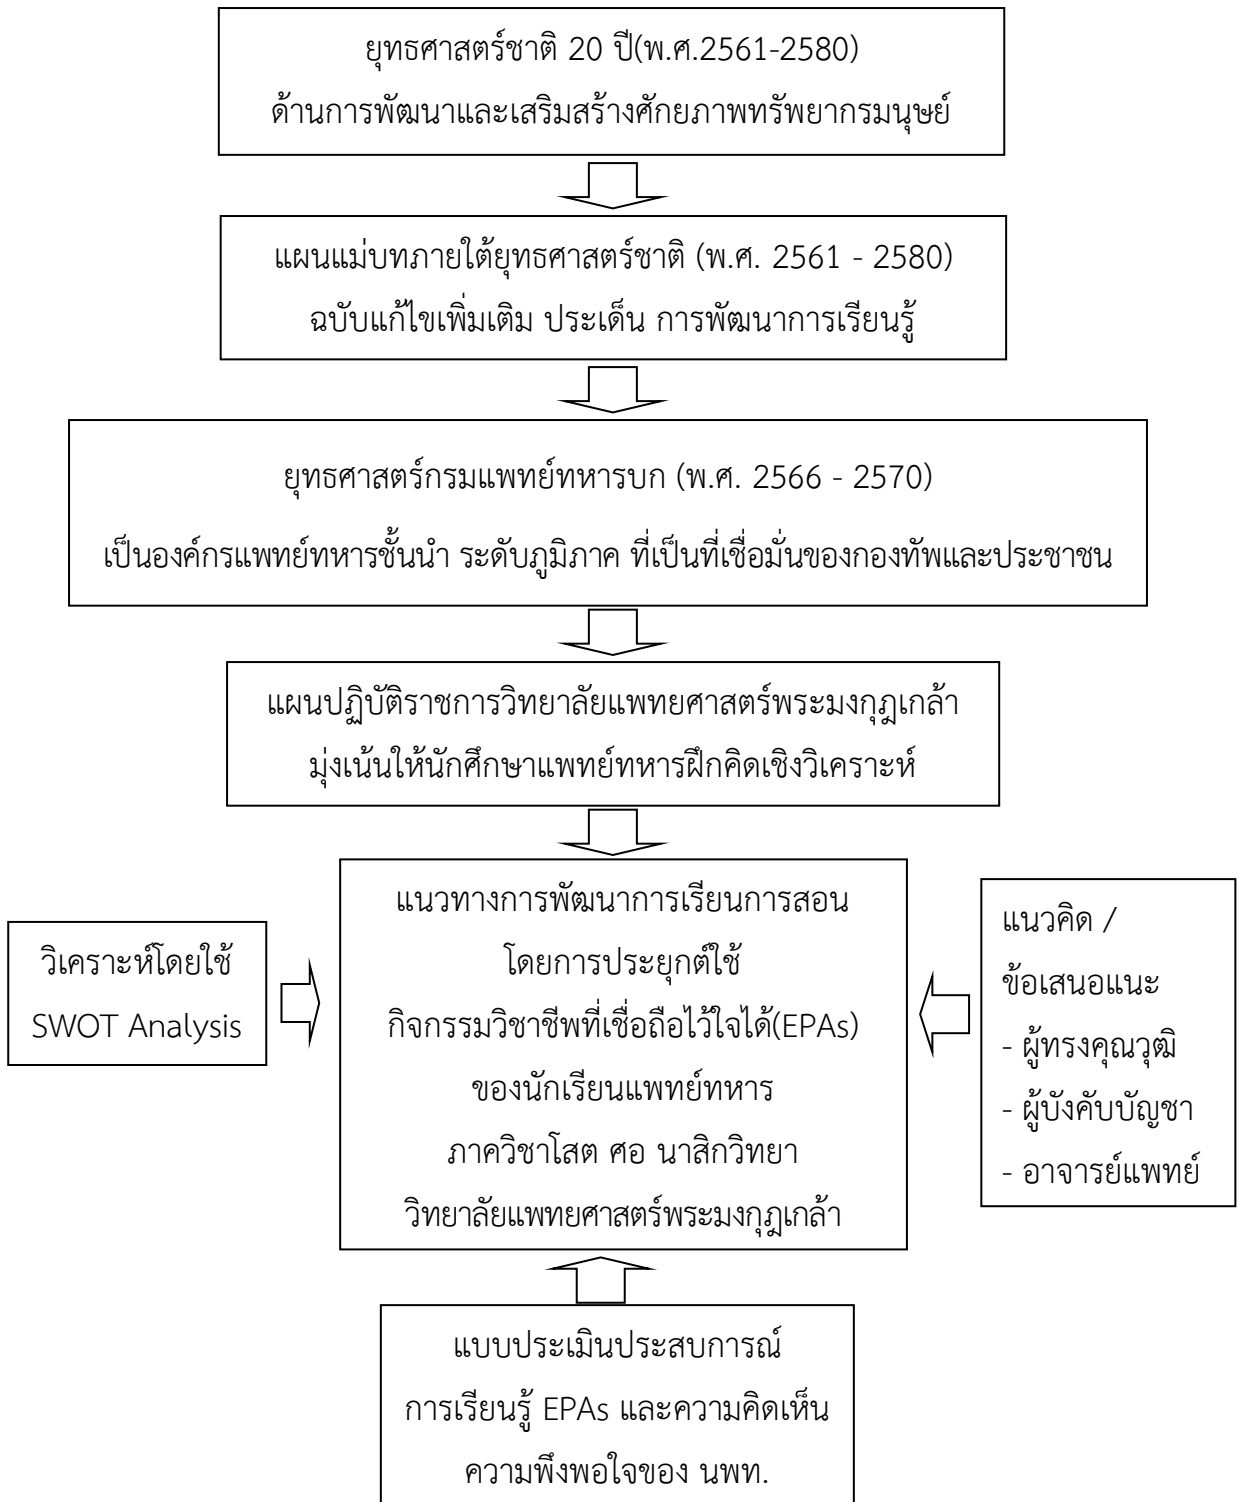 ยุทธศาสตร์ชาติ 20 ปี(พ.ศ.2561-2580)
ด้านการพัฒนาและเสริมสร้างศักยภาพทรัพยากรมนุษย์
แผนแม่บทภายใต้ยุทธศาสตร์ชาติ (พ.ศ. 2561 - 2580)
ฉบับแก้ไขเพิ่มเติม ประเด็น การพัฒนาการเรียนรู้
ยุทธศาสตร์กรมแพทย์ทหารบก (พ.ศ. 2566 - 2570)
เป็นองค์กรแพทย์ทหารชั้นนำ ระดับภูมิภาค ที่เป็นที่เชื่อมั่นของกองทัพและประชาชน
แผนปฏิบัติราชการวิทยาลัยแพทยศาสตร์พระมงกุฎเกล้า
มุ่งเน้นให้นักศึกษาแพทย์ทหารฝึกคิดเชิงวิเคราะห์
วิเคราะห์โดยใช้
SWOT Analysis
แนวทางการพัฒนาการเรียนการสอน
โดยการประยุกต์ใช้
กิจกรรมวิชาชีพที่เชื่อถือไว้ใจได้(EPAs)
ของนักเรียนแพทย์ทหาร
ภาควิชาโสต ศอ นาสิกวิทยา
วิทยาลัยแพทยศาสตร์พระมงกุฎเกล้า
แนวคิด /
ข้อเสนอแนะ
- ผู้ทรงคุณวุฒิ
- ผู้บังคับบัญชา
- อาจารย์แพทย์
แบบประเมินประสบการณ์
การเรียนรู้ EPAs และความคิดเห็น
ความพึงพอใจของ นพท.